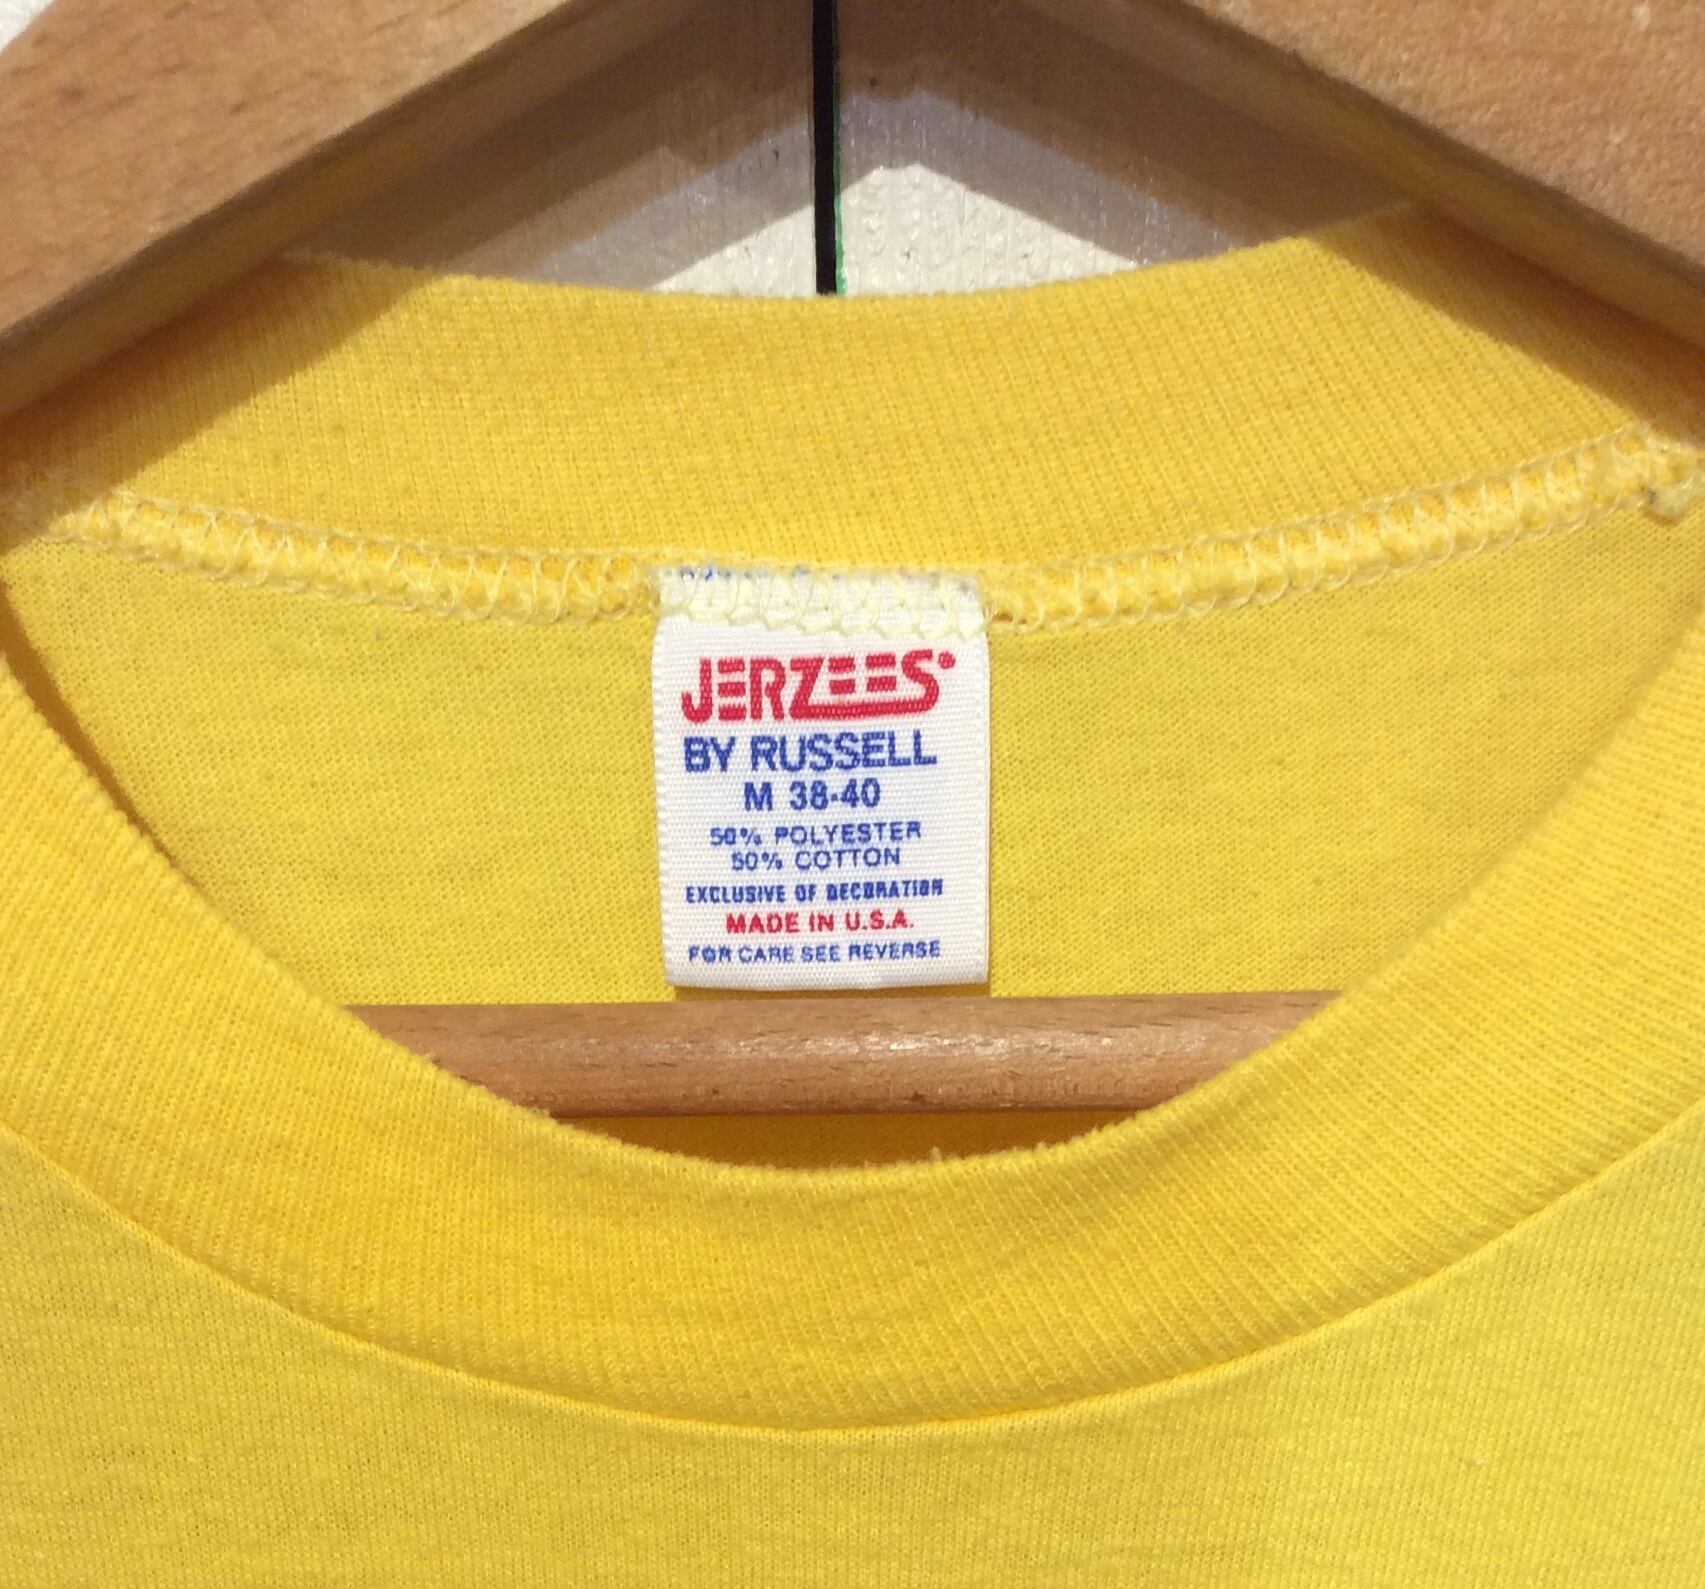 JERZEES
BY RUSSELL
M 38-40
50% POLYESTER
50% COTTON
EXCLUSIVE OF DECORATION
MADE IN U.S.A.
FOR CARE SEE REVERSE